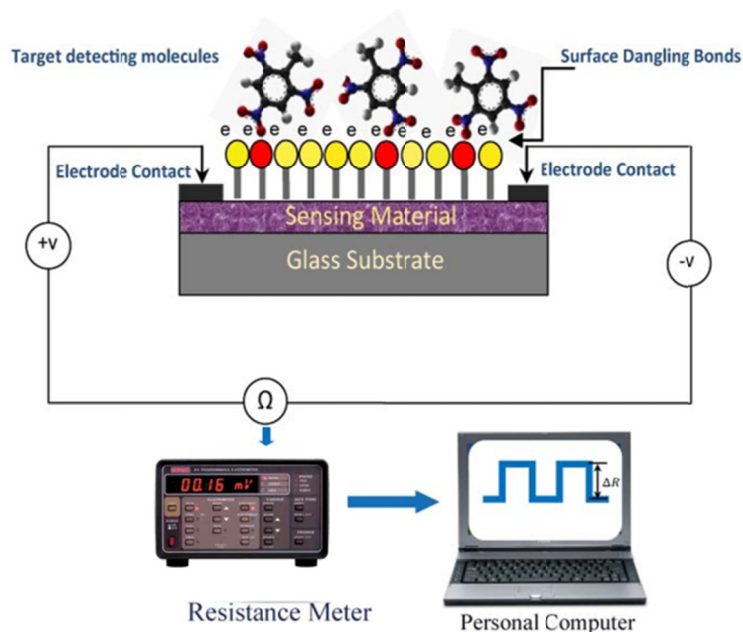 Target detecting molecules
Surface Dangling Bonds
e e e e e e e e e e
Electrode Contact
Electrode Contact
Sensing Material
Glass Substrate
+v
-v
Ω
00.16 mV
ΔR
Resistance Meter
Personal Computer